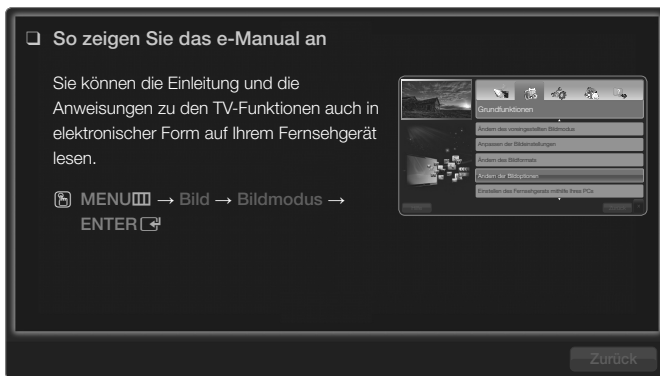 So zeigen Sie das e-Manual an
Sie können die Einleitung und die
Anweisungen zu den TV-Funktionen auch in
elektronischer Form auf Ihrem Fernsehgerät
lesen.
MENU → Bild → Bildmodus →
ENTER
Grundfunktionen
Ändern des voreingestellten Bildmodus
Anpassen der Bildeinstellungen
Ändern des Bildformats
Ändern der Bildoptionen
Einstellen des Fernsehgeräts mithilfe Ihres PCs
Zurück